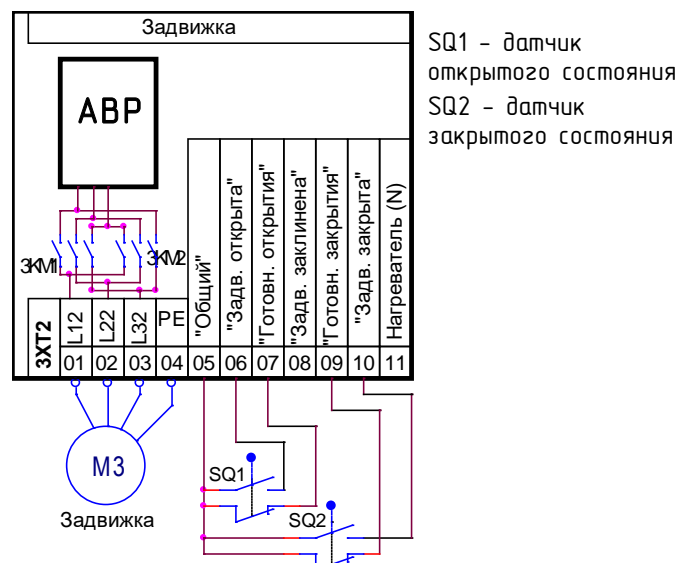 Задвижка
SQ1 - датчик
открытого состояния
SQ2 - датчик
закрытого состояния
АВР
3КМ1
3КМ2
3XT2
L12
L22
L32
PE
"Общий"
"Задв. открыта"
"Готовн. открытия"
"Задв. заклинена"
"Готовн. закрытия"
"Задв. закрыта"
Нагреватель (N)
01 02 03 04 05 06 07 08 09 10 11
М3
Задвижка
SQ1
SQ2